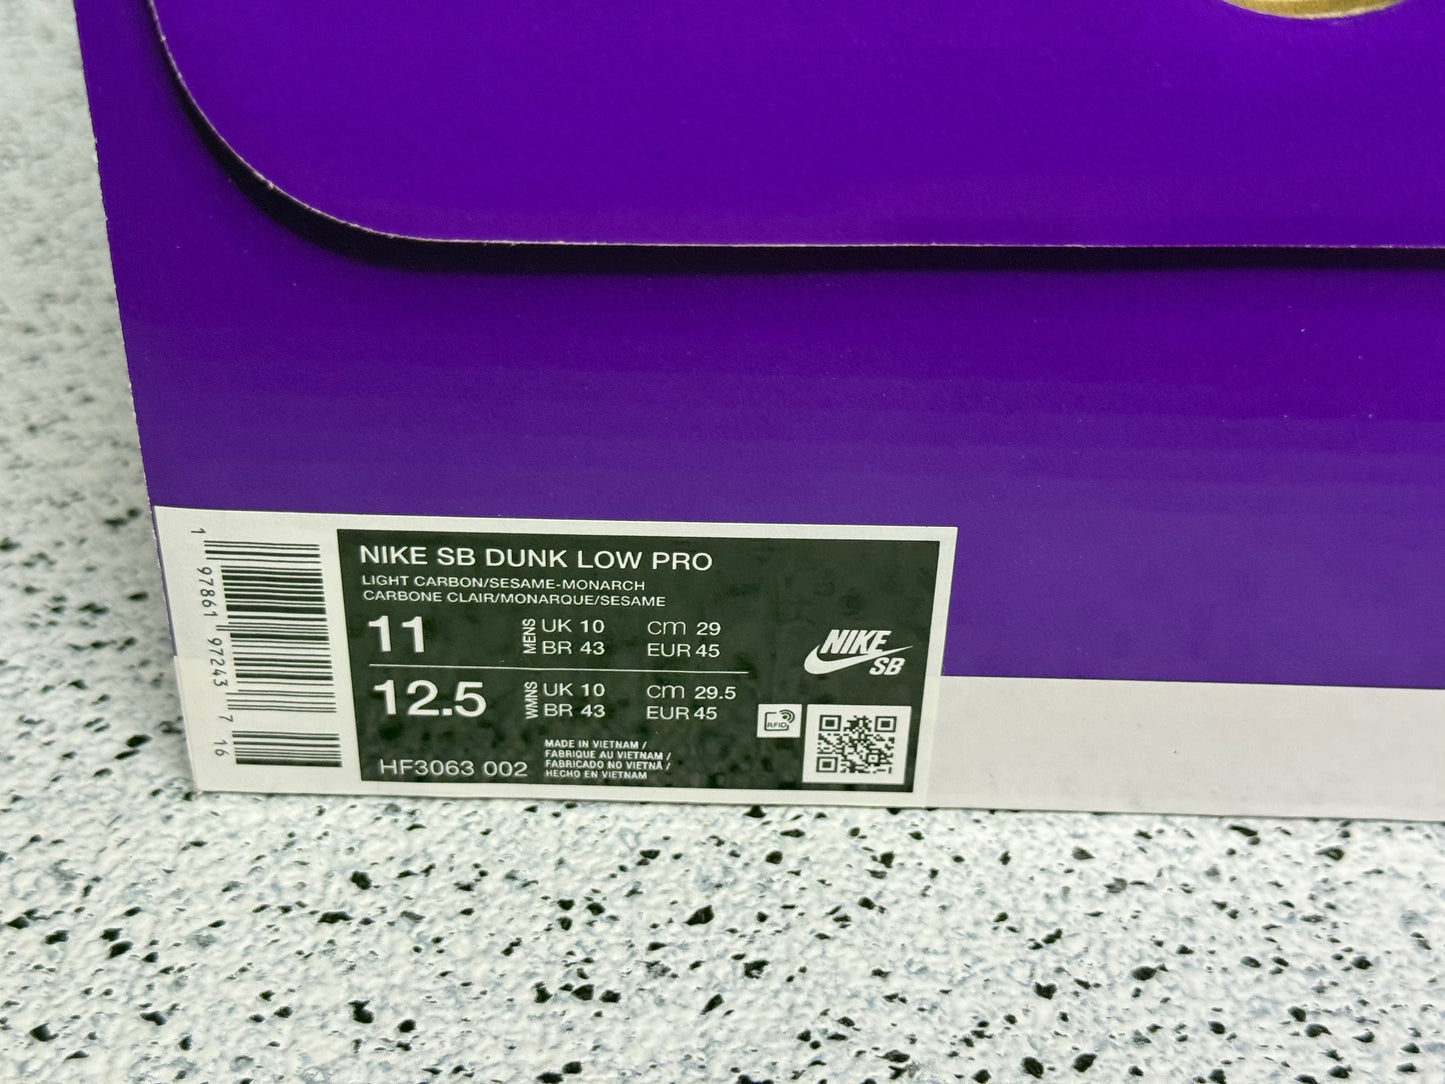 NIKE SB DUNK LOW PRO
LIGHT CARBON/SESAME-MONARCH
CARBONE CLAIR/MONARQUE/SESAME
11 MENS UK 10 cm 29
BR 43 EUR 45
12.5 WMNS UK 10 cm 29.5
BR 43 EUR 45
HF3063 002
MADE IN VIETNAM /
FABRIQUE AU VIETNAM /
FABRICADO NO VIETNÃ /
HECHO EN VIETNAM
RFID
NIKE
SB
1 97861 97243 7 16